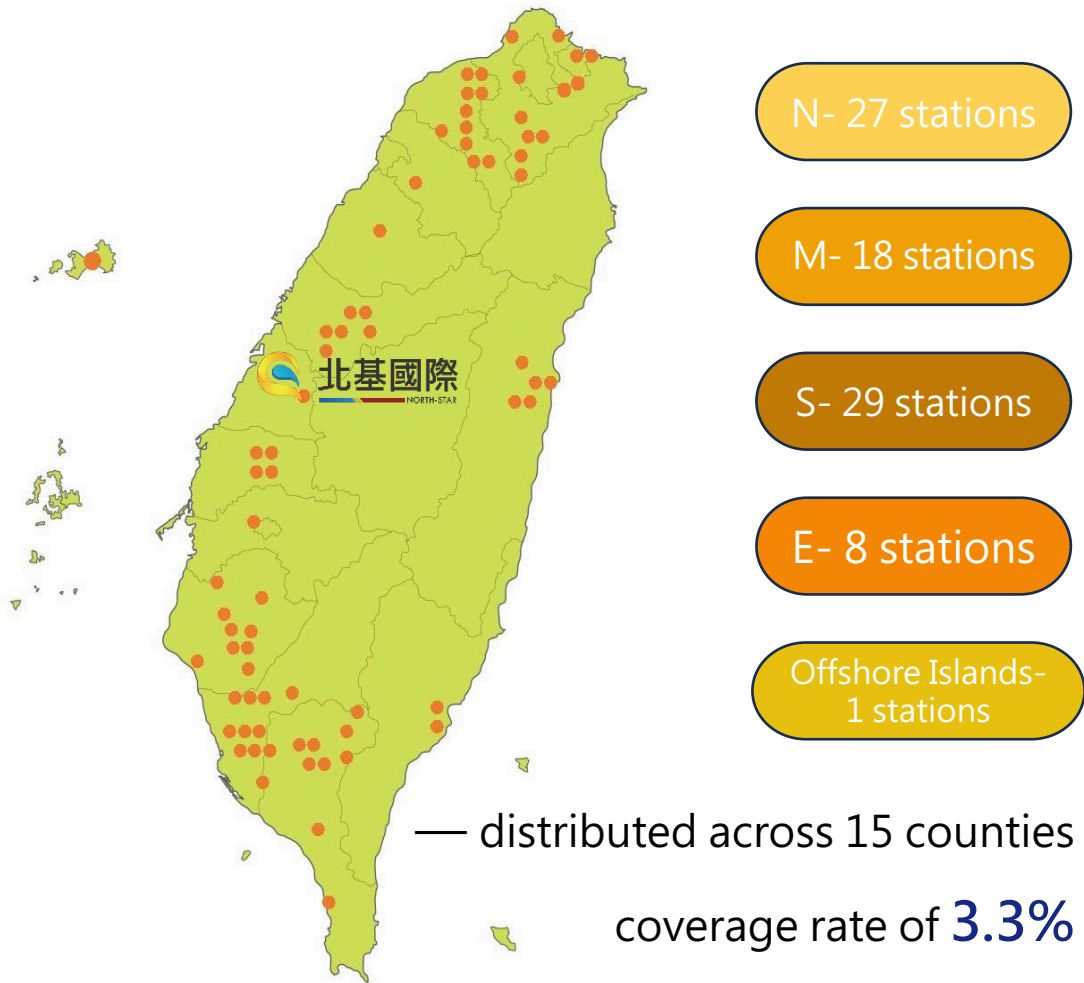 N- 27 stations
M- 18 stations
北基國際
NORTH-STAR
S- 29 stations
E- 8 stations
Offshore Islands-
1 stations
— distributed across 15 counties
coverage rate of 3.3%